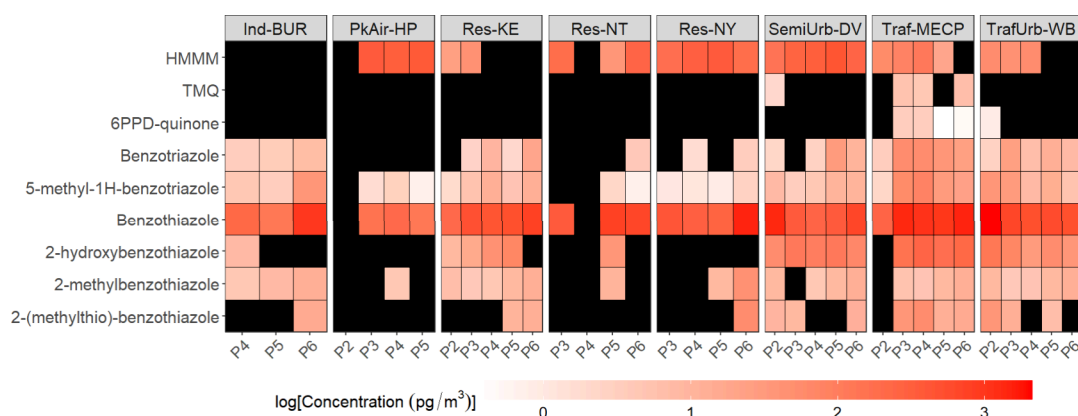 Ind-BUR PkAir-HP Res-KE Res-NT Res-NY SemiUrb-DV Traf-MECP TrafUrb-WB
HMMM
TMQ
6PPD-quinone
Benzotriazole
5-methyl-1H-benzotriazole
Benzothiazole
2-hydroxybenzothiazole
2-methylbenzothiazole
2-(methylthio)-benzothiazole
P4 P5 P6 P2 P3 P4 P5 P2 P3 P4 P5 P6 P3 P4 P5 P6 P2 P3 P4 P5 P6 P2 P3 P4 P5 P6 P2 P3 P4 P5 P6 P2 P3 P4 P5 P6
log[Concentration (pg/m³)]
0 1 2 3